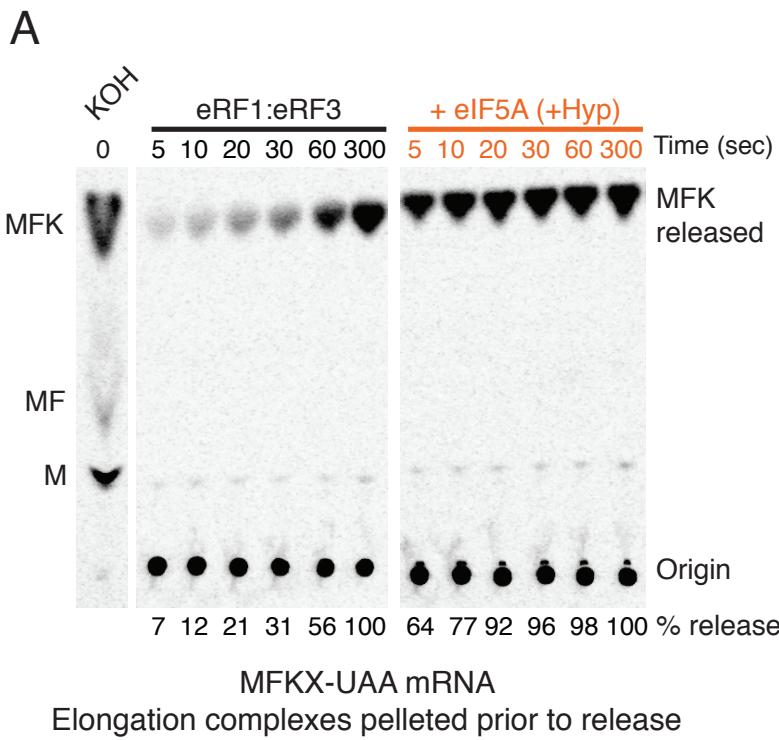 A
KOH eRF1:eRF3 + eIF5A (+Hyp)
0 5 10 20 30 60 300 5 10 20 30 60 300 Time (sec)
MFK MFK
released
MF
M
Origin
7 12 21 31 56 100 64 77 92 96 98 100 % release
MFKX-UAA mRNA
Elongation complexes pelleted prior to release